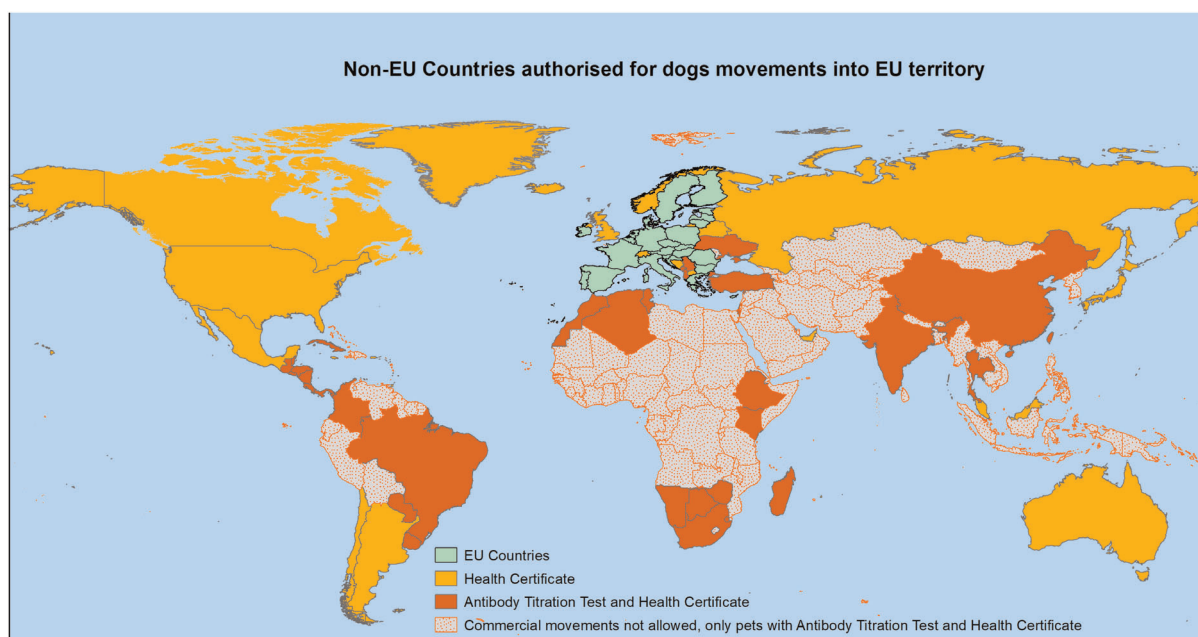 Non-EU Countries authorised for dogs movements into EU territory
EU Countries
Health Certificate
Antibody Titration Test and Health Certificate
Commercial movements not allowed, only pets with Antibody Titration Test and Health Certificate